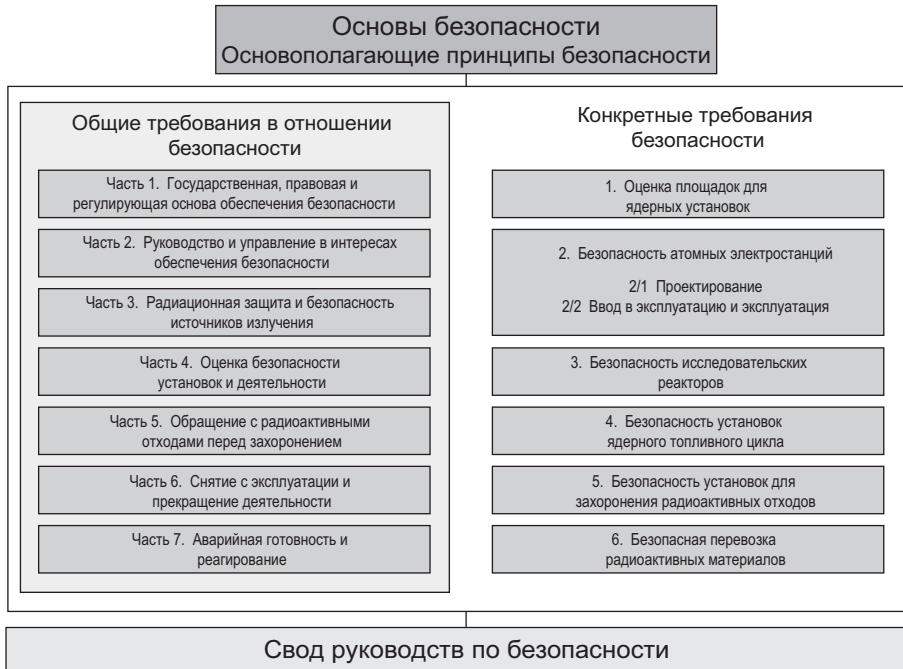 Основы безопасности
Основополагающие принципы безопасности
Общие требования в отношении
безопасности
Часть 1. Государственная, правовая и
регулирующая основа обеспечения безопасности
Часть 2. Руководство и управление в интересах
обеспечения безопасности
Часть 3. Радиационная защита и безопасность
источников излучения
Часть 4. Оценка безопасности
установок и деятельности
Часть 5. Обращение с радиоактивными
отходами перед захоронением
Часть 6. Снятие с эксплуатации и
прекращение деятельности
Часть 7. Аварийная готовность и
реагирование
Конкретные требования
безопасности
1. Оценка площадок для
ядерных установок
2. Безопасность атомных электростанций
2/1 Проектирование
2/2 Ввод в эксплуатацию и эксплуатация
3. Безопасность исследовательских
реакторов
4. Безопасность установок
ядерного топливного цикла
5. Безопасность установок для
захоронения радиоактивных отходов
6. Безопасная перевозка
радиоактивных материалов
Свод руководств по безопасности